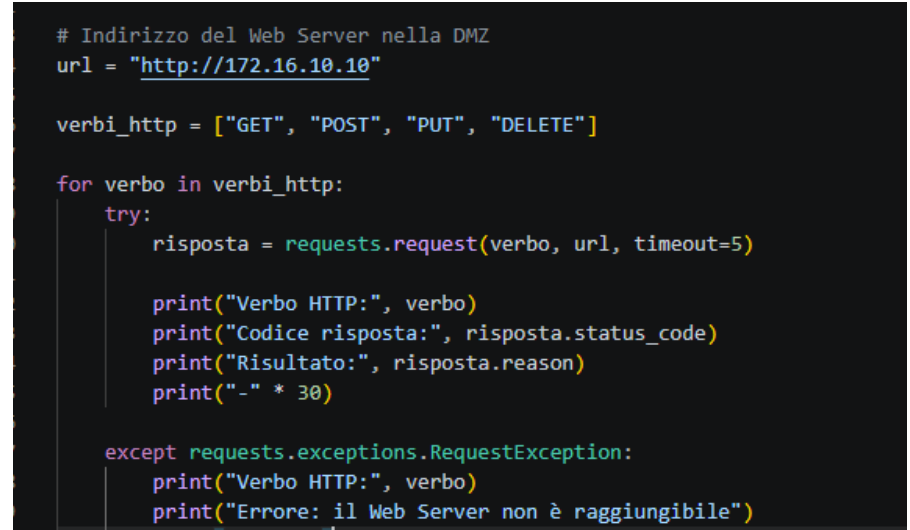 # Indirizzo del Web Server nella DMZ
url = "http://172.16.10.10"
verbi_http = ["GET", "POST", "PUT", "DELETE"]
for verbo in verbi_http:
try:
risposta = requests.request(verbo, url, timeout=5)
print("Verbo HTTP:", verbo)
print("Codice risposta:", risposta.status_code)
print("Risultato:", risposta.reason)
print("-" * 30)
except requests.exceptions.RequestException:
print("Verbo HTTP:", verbo)
print("Errore: il Web Server non è raggiungibile")